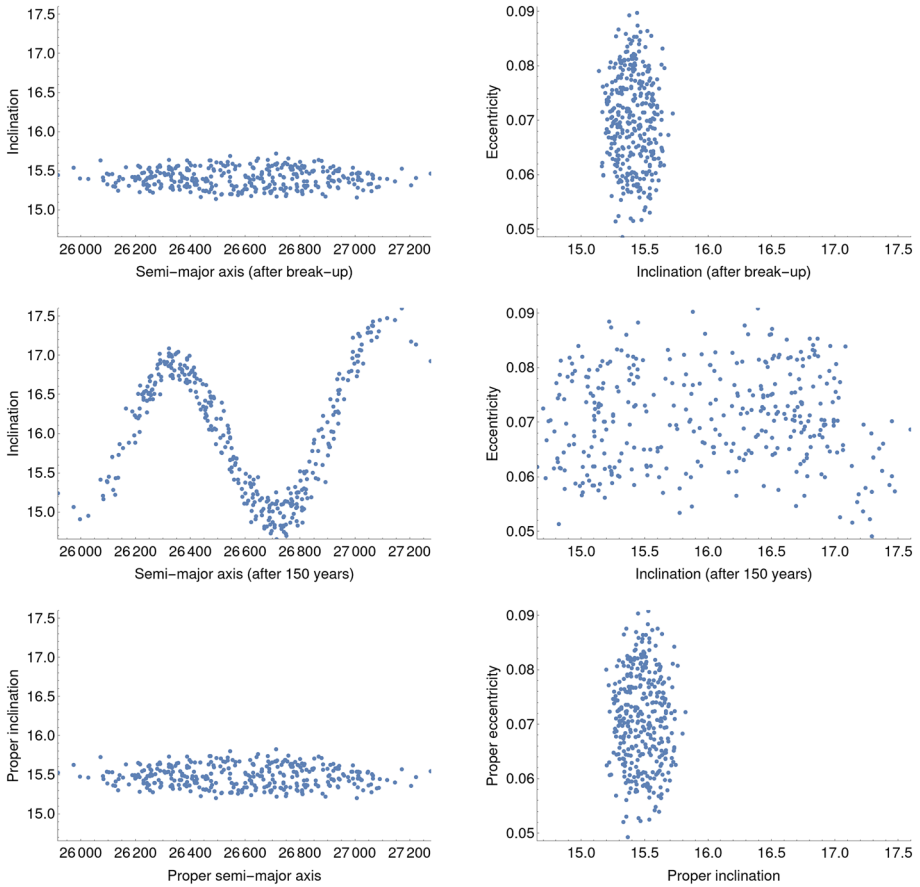 17.5
17.0
16.5
16.0
15.5
15.0
Inclination
26000 26200 26400 26600 26800 27000 27200
Semi−major axis (after break−up)
0.09
0.08
0.07
0.06
0.05
Eccentricity
15.0 15.5 16.0 16.5 17.0 17.5
Inclination (after break−up)
17.5
17.0
16.5
16.0
15.5
15.0
Inclination
26000 26200 26400 26600 26800 27000 27200
Semi−major axis (after 150 years)
0.09
0.08
0.07
0.06
0.05
Eccentricity
15.0 15.5 16.0 16.5 17.0 17.5
Inclination (after 150 years)
17.5
17.0
16.5
16.0
15.5
15.0
Proper inclination
26000 26200 26400 26600 26800 27000 27200
Proper semi−major axis
0.09
0.08
0.07
0.06
0.05
Proper eccentricity
15.0 15.5 16.0 16.5 17.0 17.5
Proper inclination